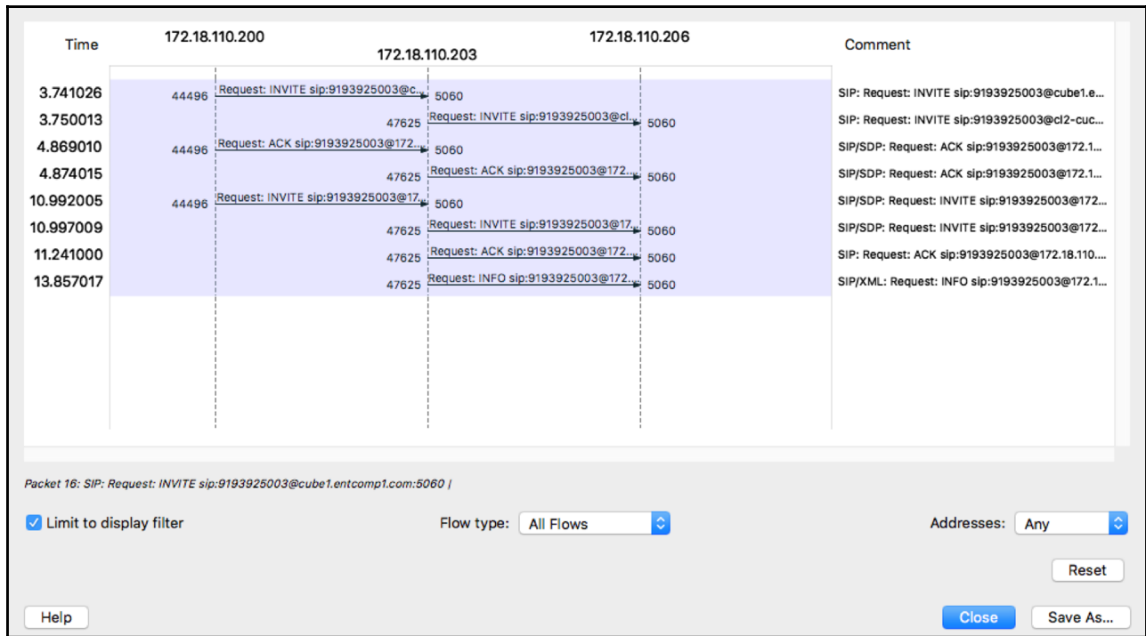 172.18.110.200 172.18.110.206
Time 172.18.110.203 Comment
3.741026 44496 Request: INVITE sip:9193925003@c... 5060 SIP: Request: INVITE sip:9193925003@cube1.e...
3.750013 47625 Request: INVITE sip:9193925003@cl... 5060 SIP: Request: INVITE sip:9193925003@cl2-cuc...
4.869010 44496 Request: ACK sip:9193925003@172.... 5060 SIP/SDP: Request: ACK sip:9193925003@172.1...
4.874015 47625 Request: ACK sip:9193925003@172.... 5060 SIP/SDP: Request: ACK sip:9193925003@172.1...
10.992005 44496 Request: INVITE sip:9193925003@17... 5060 SIP/SDP: Request: INVITE sip:9193925003@172...
10.997009 47625 Request: INVITE sip:9193925003@17... 5060 SIP/SDP: Request: INVITE sip:9193925003@172...
11.241000 47625 Request: ACK sip:9193925003@172.... 5060 SIP: Request: ACK sip:9193925003@172.18.110....
13.857017 47625 Request: INFO sip:9193925003@172.... 5060 SIP/XML: Request: INFO sip:9193925003@172.1...
Packet 16: SIP: Request: INVITE sip:9193925003@cube1.entcomp1.com:5060 |
Limit to display filter Flow type: All Flows Addresses: Any
Reset
Help Close Save As...